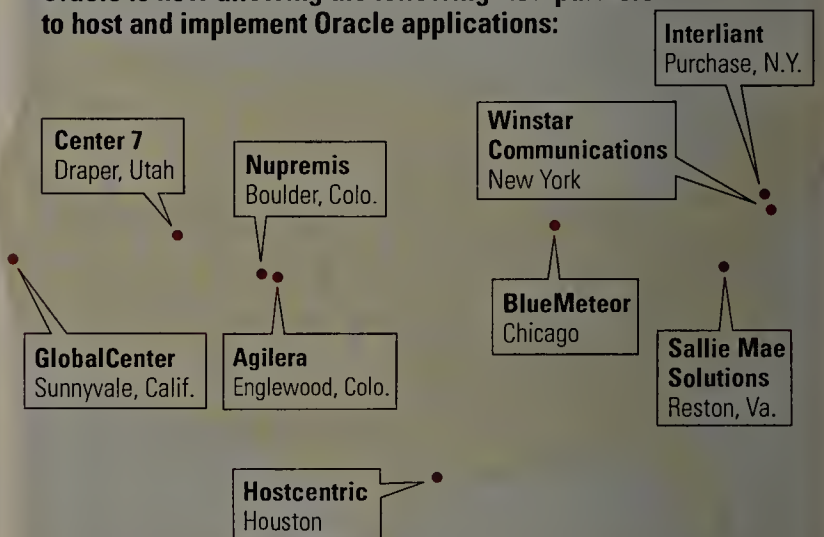 to host and implement Oracle applications:
Interliant
Purchase, N.Y.
Center 7
Draper, Utah
Nupremis
Boulder, Colo.
Winstar
Communications
New York
GlobalCenter
Sunnyvale, Calif.
Agilera
Englewood, Colo.
BlueMeteor
Chicago
Sallie Mae
Solutions
Reston, Va.
Hostcentric
Houston